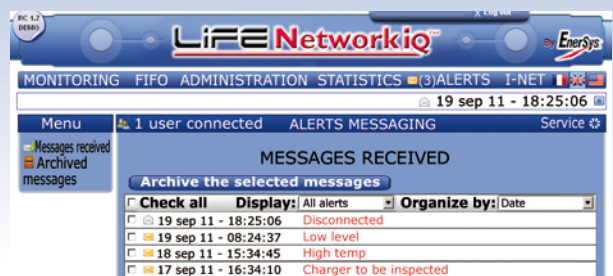 RC 1.7
DEMO
Log out
LIFE Networkiq
By EnerSys
MONITORING FIFO ADMINISTRATION STATISTICS (3)ALERTS I-NET
19 sep 11 - 18:25:06
Menu
1 user connected ALERTS MESSAGING Service
Messages received
Archived
messages
MESSAGES RECEIVED
Archive the selected messages
Check all Display: All alerts Organize by: Date
19 sep 11 - 18:25:06 Disconnected
19 sep 11 - 08:24:37 Low level
18 sep 11 - 15:34:45 High temp
17 sep 11 - 16:34:10 Charger to be inspected